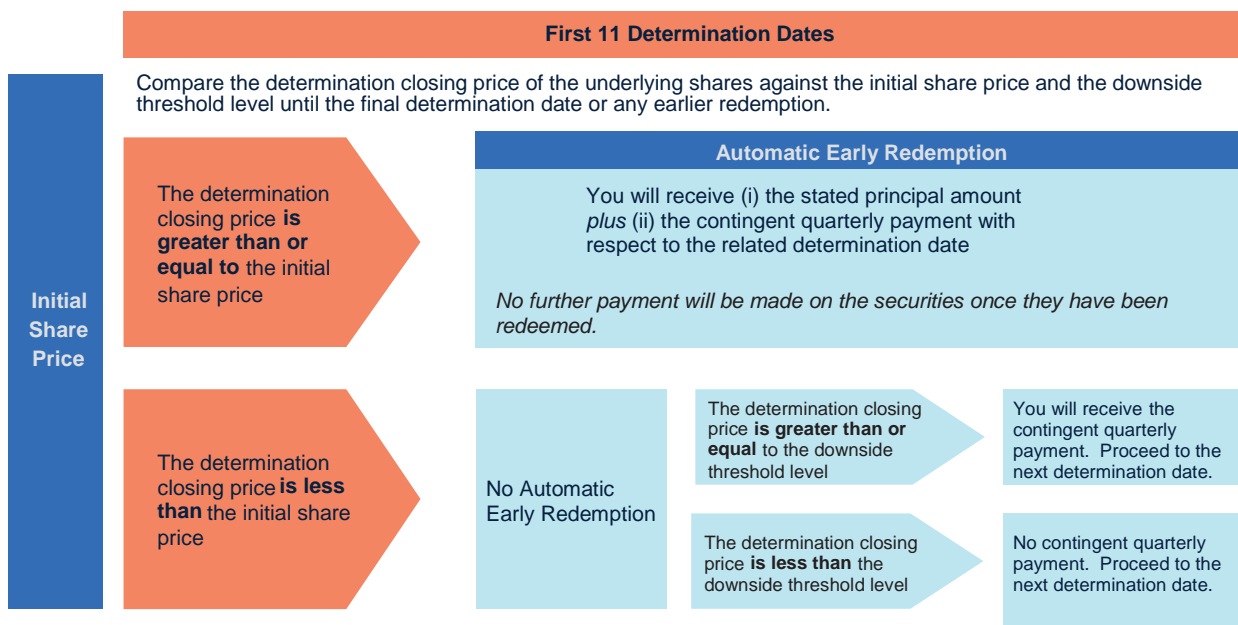 First 11 Determination Dates
Compare the determination closing price of the underlying shares against the initial share price and the downside
threshold level until the final determination date or any earlier redemption.
Initial
Share
Price
The determination
closing price is
greater than or
equal to the initial
share price
Automatic Early Redemption
You will receive (i) the stated principal amount
plus (ii) the contingent quarterly payment with
respect to the related determination date
No further payment will be made on the securities once they have been
redeemed.
The determination
closing price is less
than the initial share
price
No Automatic
Early Redemption
The determination closing
price is greater than or
equal to the downside
threshold level
You will receive the
contingent quarterly
payment. Proceed to the
next determination date.
The determination closing
price is less than the
downside threshold level
No contingent quarterly
payment. Proceed to the
next determination date.